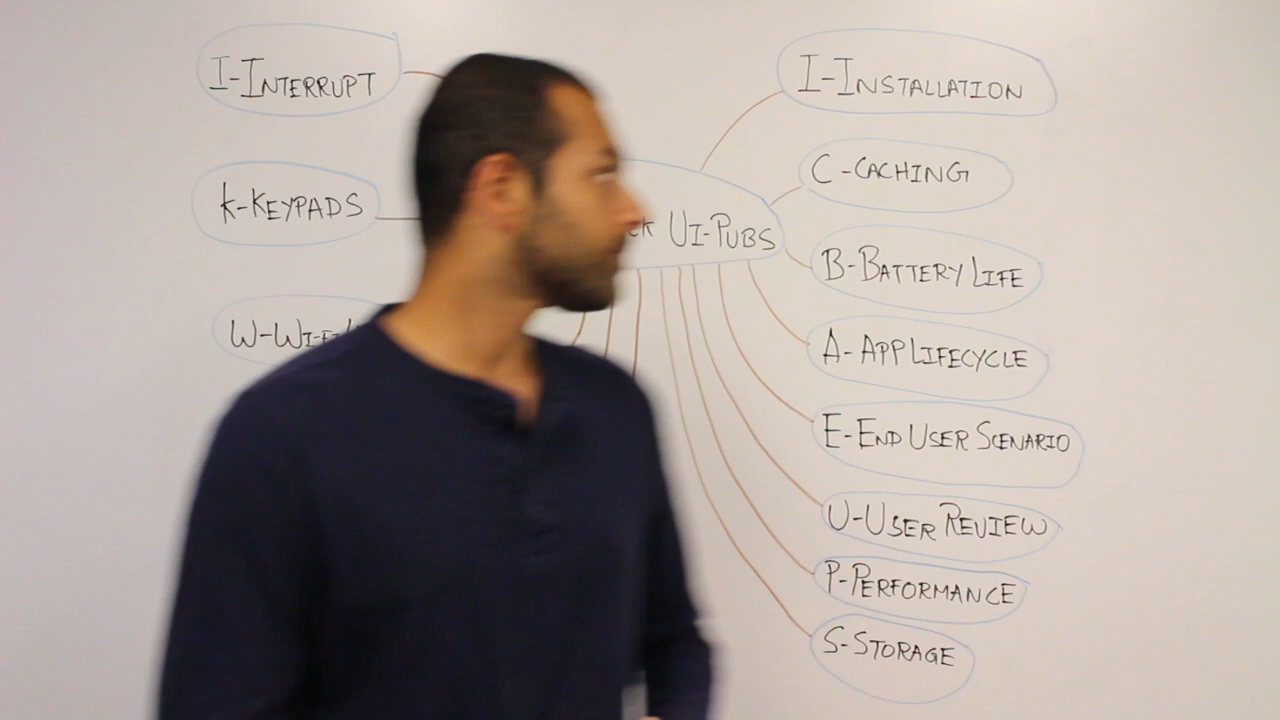 I-INTERRUPT
K-KEYPADS
I-INSTALLATION
C-CACHING
UI-PUBS
B-BATTERY LIFE
A-APP LIFECYCLE
E-END USER SCENARIO
U-USER REVIEW
P-PERFORMANCE
S-STORAGE